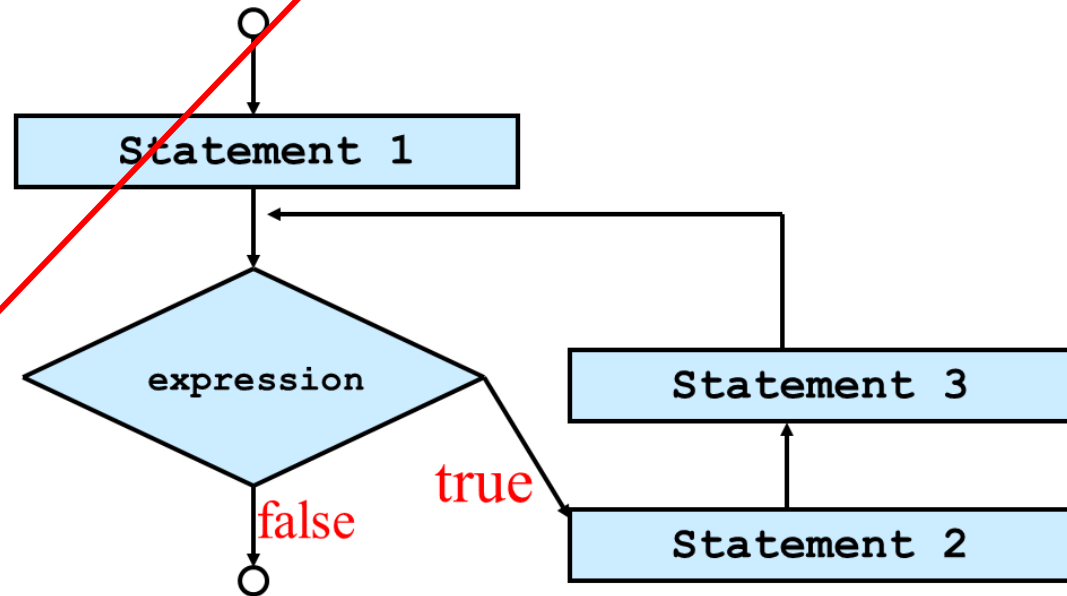 Statement 1
expression
Statement 3
true
false
Statement 2